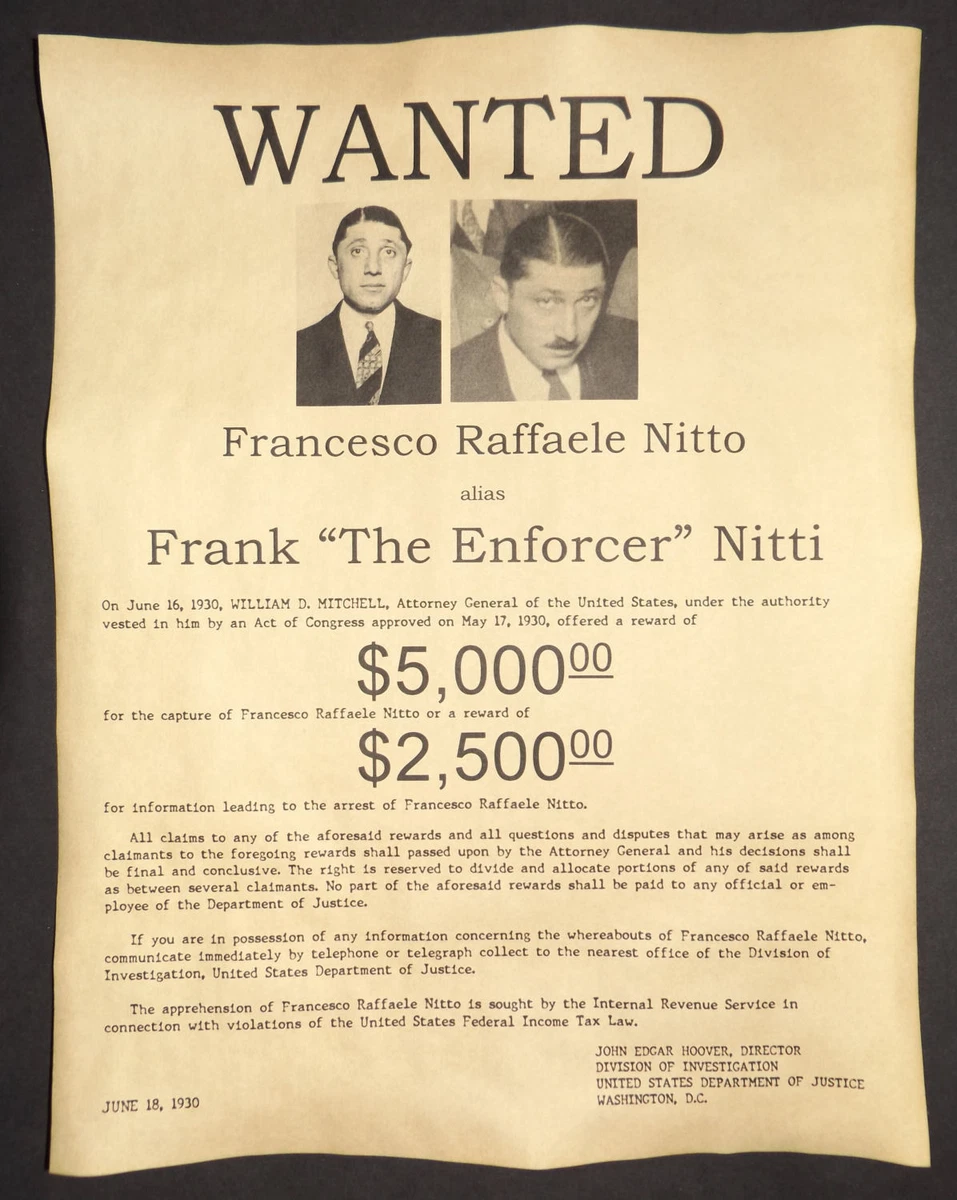 WANTED
Francesco Raffaele Nitto
alias
Frank “The Enforcer” Nitti
On June 16, 1930, WILLIAM D. MITCHELL, Attorney General of the United States, under the authority
vested in him by an Act of Congress approved on May 17, 1930, offered a reward of
$5,00000
for the capture of Francesco Raffaele Nitto or a reward of
$2,50000
for information leading to the arrest of Francesco Raffaele Nitto.
All claims to any of the aforesaid rewards and all questions and disputes that may arise as among
claimants to the foregoing rewards shall passed upon by the Attorney General and his decisions shall
be final and conclusive. The right is reserved to divide and allocate portions of any of said rewards
as between several claimants. No part of the aforesaid rewards shall be paid to any official or em-
ployee of the Department of Justice.
If you are in possession of any information concerning the whereabouts of Francesco Raffaele Nitto,
communicate immediately by telephone or telegraph collect to the nearest office of the Division of
Investigation, United States Department of Justice.
The apprehension of Francesco Raffaele Nitto is sought by the Internal Revenue Service in
connection with violations of the United States Federal Income Tax Law.
JOHN EDGAR HOOVER, DIRECTOR
DIVISION OF INVESTIGATION
UNITED STATES DEPARTMENT OF JUSTICE
WASHINGTON, D.C.
JUNE 18, 1930